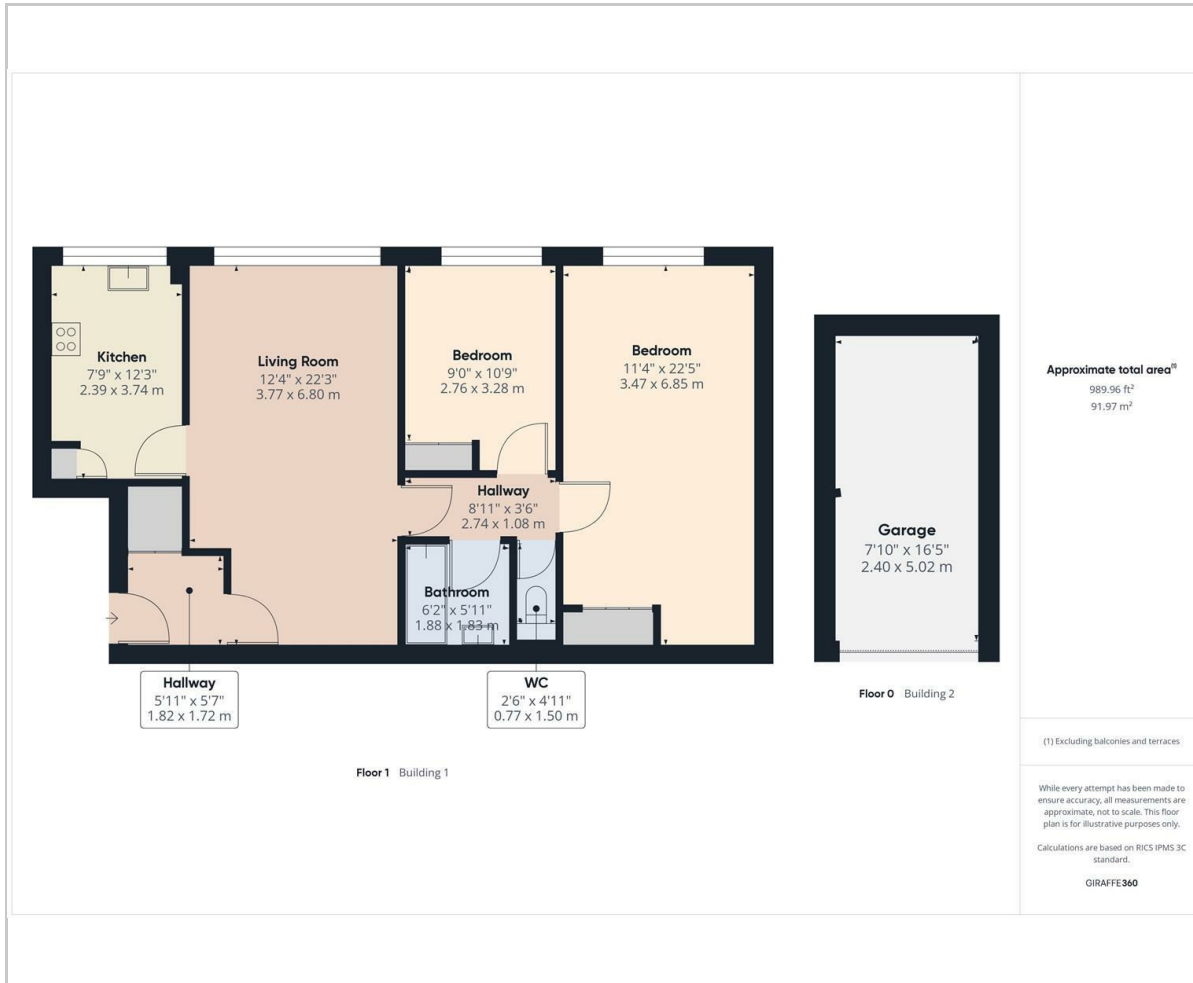 Kitchen
7'9" x 12'3"
2.39 x 3.74 m
Living Room
12'4" x 22'3"
3.77 x 6.80 m
Bedroom
9'0" x 10'9"
2.76 x 3.28 m
Bedroom
11'4" x 22'5"
3.47 x 6.85 m
Hallway
8'11" x 3'6"
2.74 x 1.08 m
Bathroom
6'2" x 5'11"
1.88 x 1.83 m
Hallway
5'11" x 5'7"
1.82 x 1.72 m
WC
2'6" x 4'11"
0.77 x 1.50 m
Floor 1 Building 1
Garage
7'10" x 16'5"
2.40 x 5.02 m
Floor 0 Building 2
Approximate total area(1)
989.96 ft²
91.97 m²
(1) Excluding balconies and terraces
While every attempt has been made to
ensure accuracy, all measurements are
approximate, not to scale. This floor
plan is for illustrative purposes only.
Calculations are based on RICS IPMS 3C
standard.
GIRAFFE360